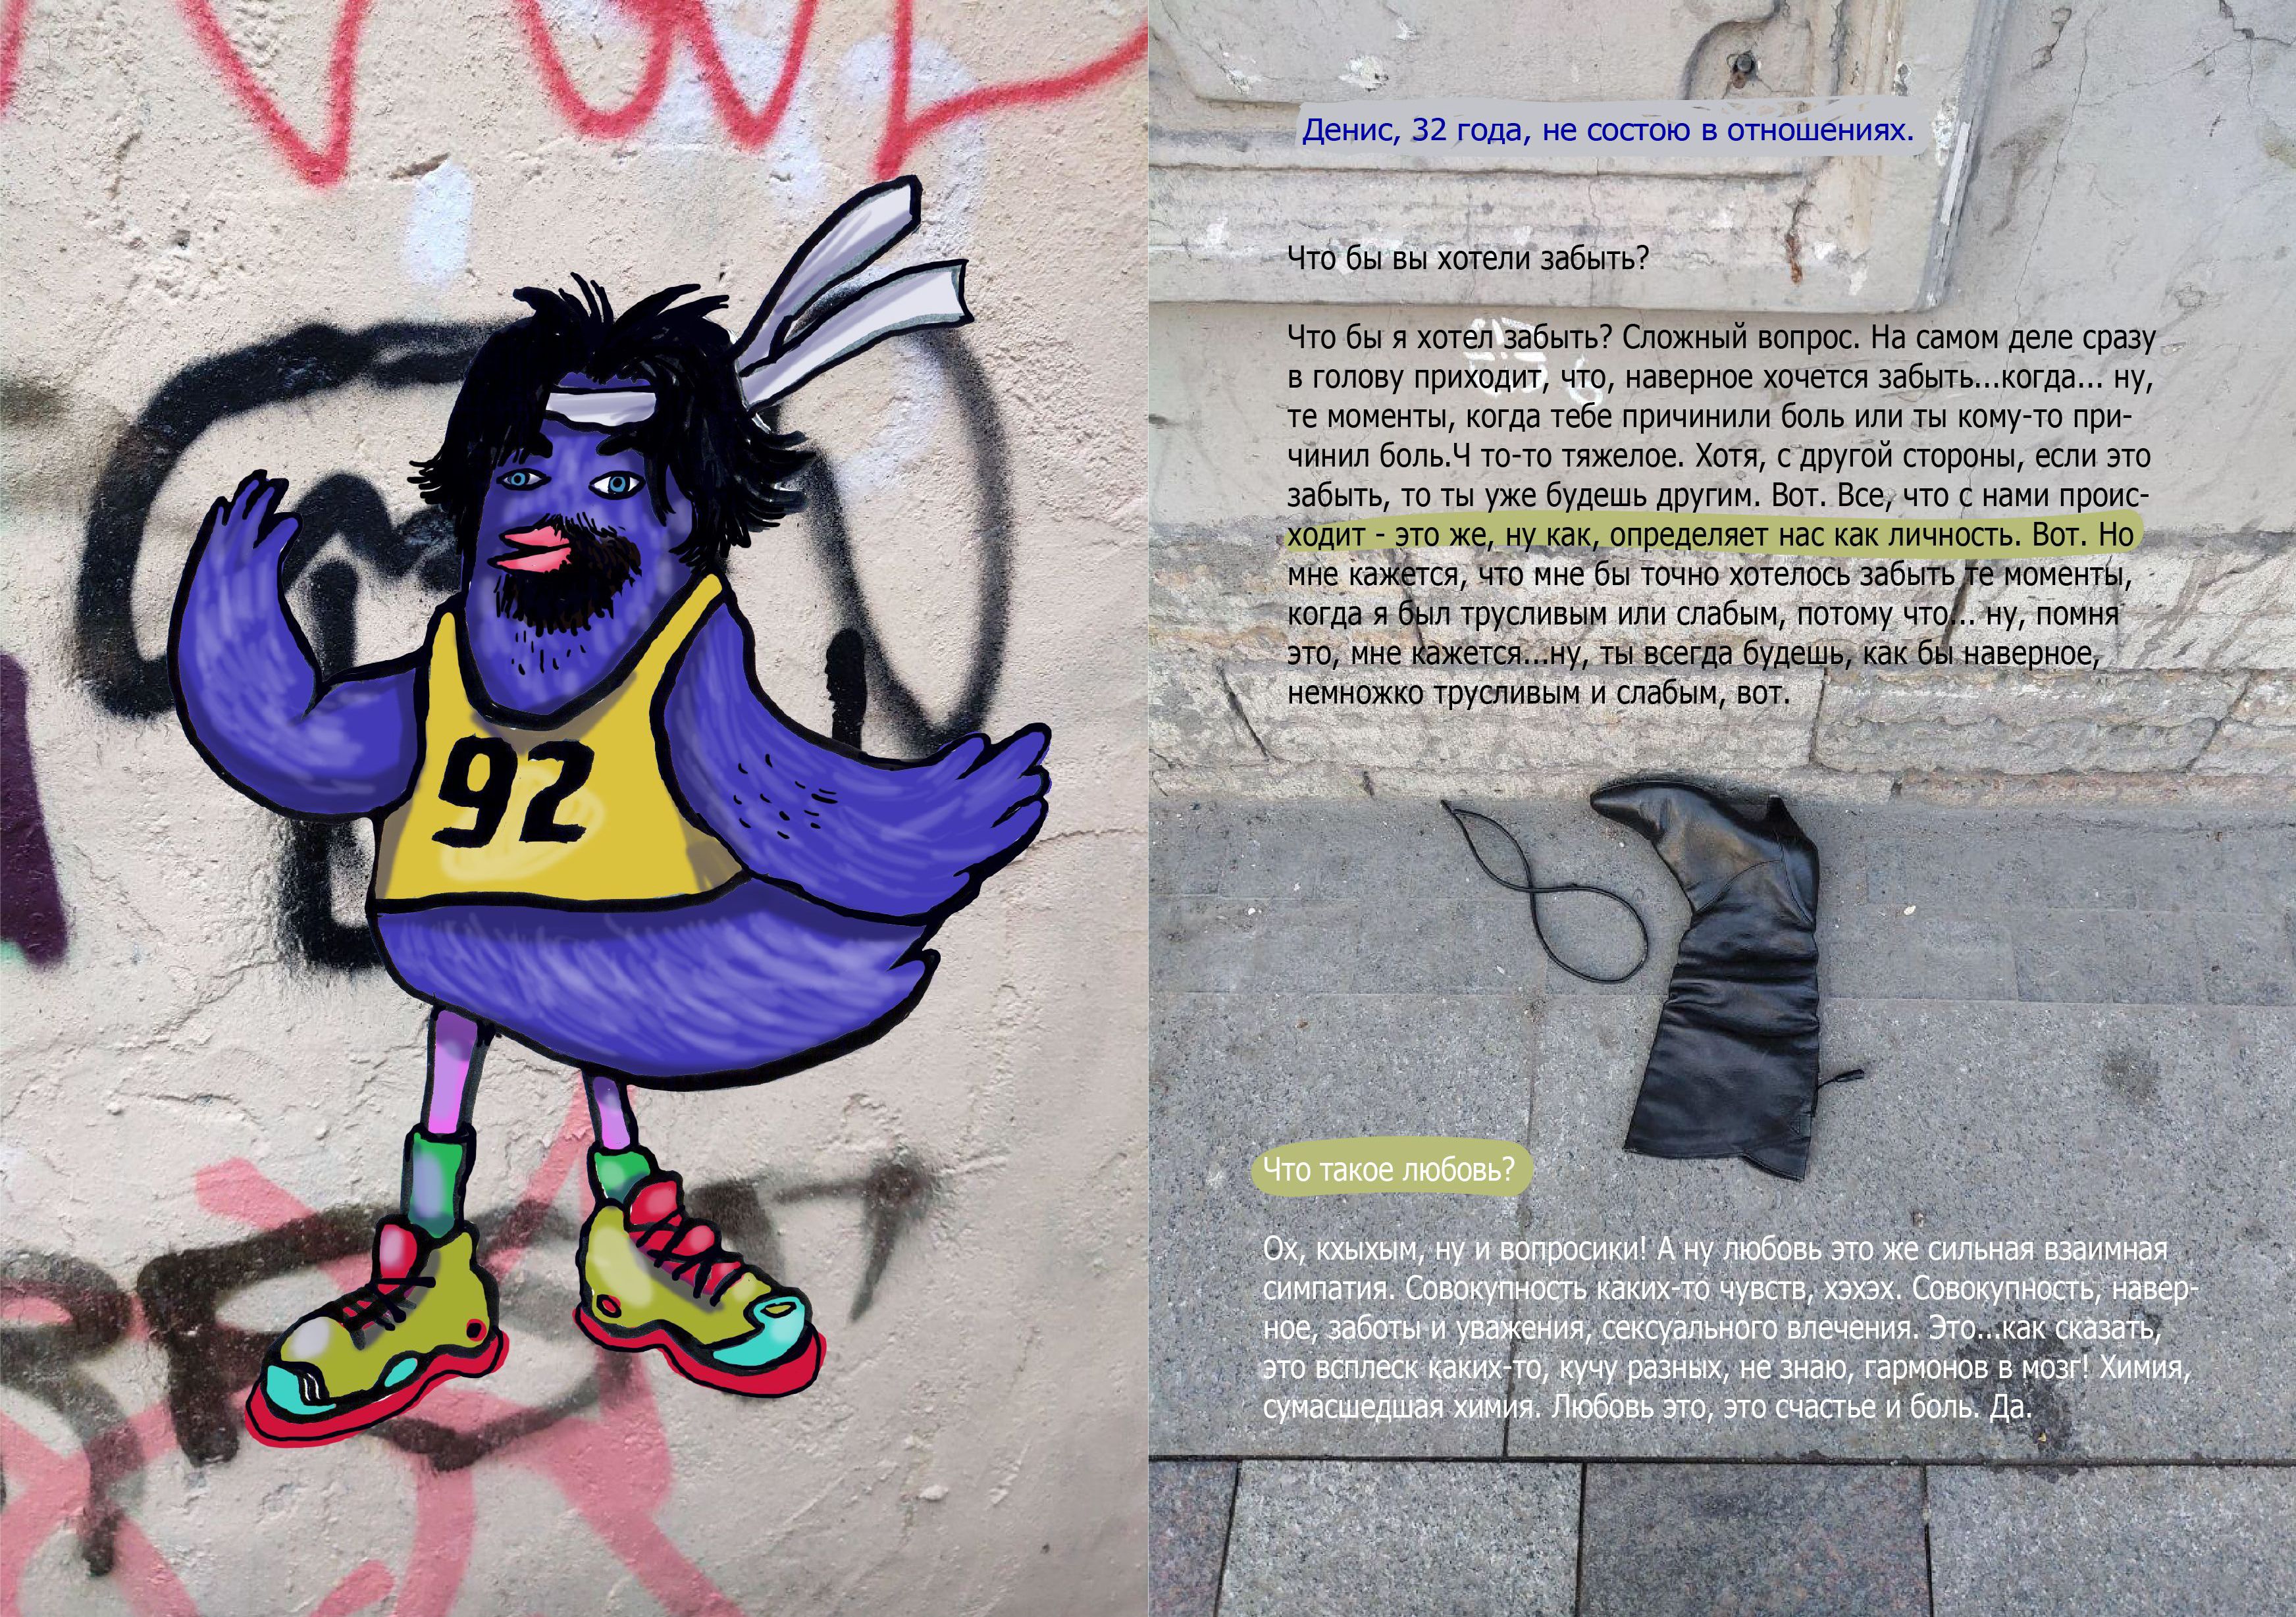 92
Денис, 32 года, не состою в отношениях.
Что бы вы хотели забыть?
Что бы я хотел забыть? Сложный вопрос. На самом деле сразу
в голову приходит, что, наверное хочется забыть...когда... ну,
те моменты, когда тебе причинили боль или ты кому-то при-
чинил боль.Ч то-то тяжелое. Хотя, с другой стороны, если это
забыть, то ты уже будешь другим. Вот. Все, что с нами проис-
ходит - это же, ну как, определяет нас как личность. Вот. Но
мне кажется, что мне бы точно хотелось забыть те моменты,
когда я был трусливым или слабым, потому что... ну, помня
это, мне кажется...ну, ты всегда будешь, как бы наверное,
немножко трусливым и слабым, вот.
Что такое любовь?
Ох, кхыхым, ну и вопросики! А ну любовь это же сильная взаимная
симпатия. Совокупность каких-то чувств, хэхэх. Совокупность, навер-
ное, заботы и уважения, сексуального влечения. Это...как сказать,
это всплеск каких-то, кучу разных, не знаю, гармонов в мозг! Химия,
сумасшедшая химия. Любовь это, это счастье и боль. Да.